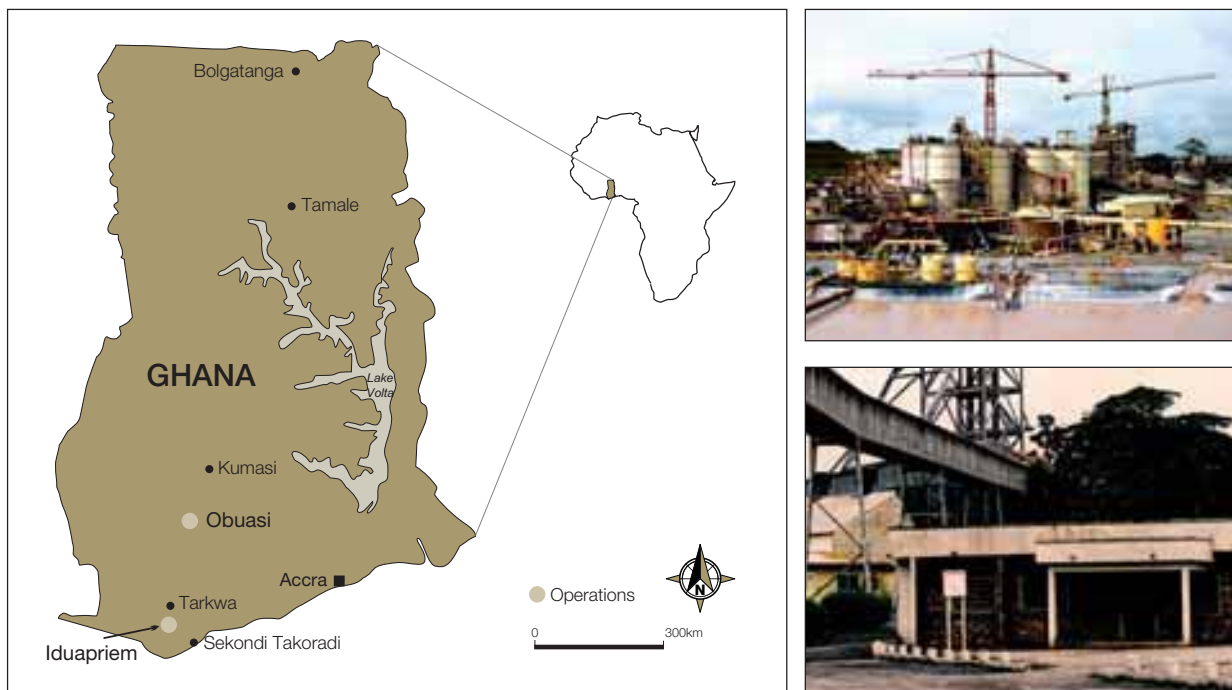 Bolgatanga
Tamale
GHANA
Lake
Volta
Kumasi
Obuasi
Accra
Tarkwa
Iduapriem
Sekondi Takoradi
N
Operations
0 300km